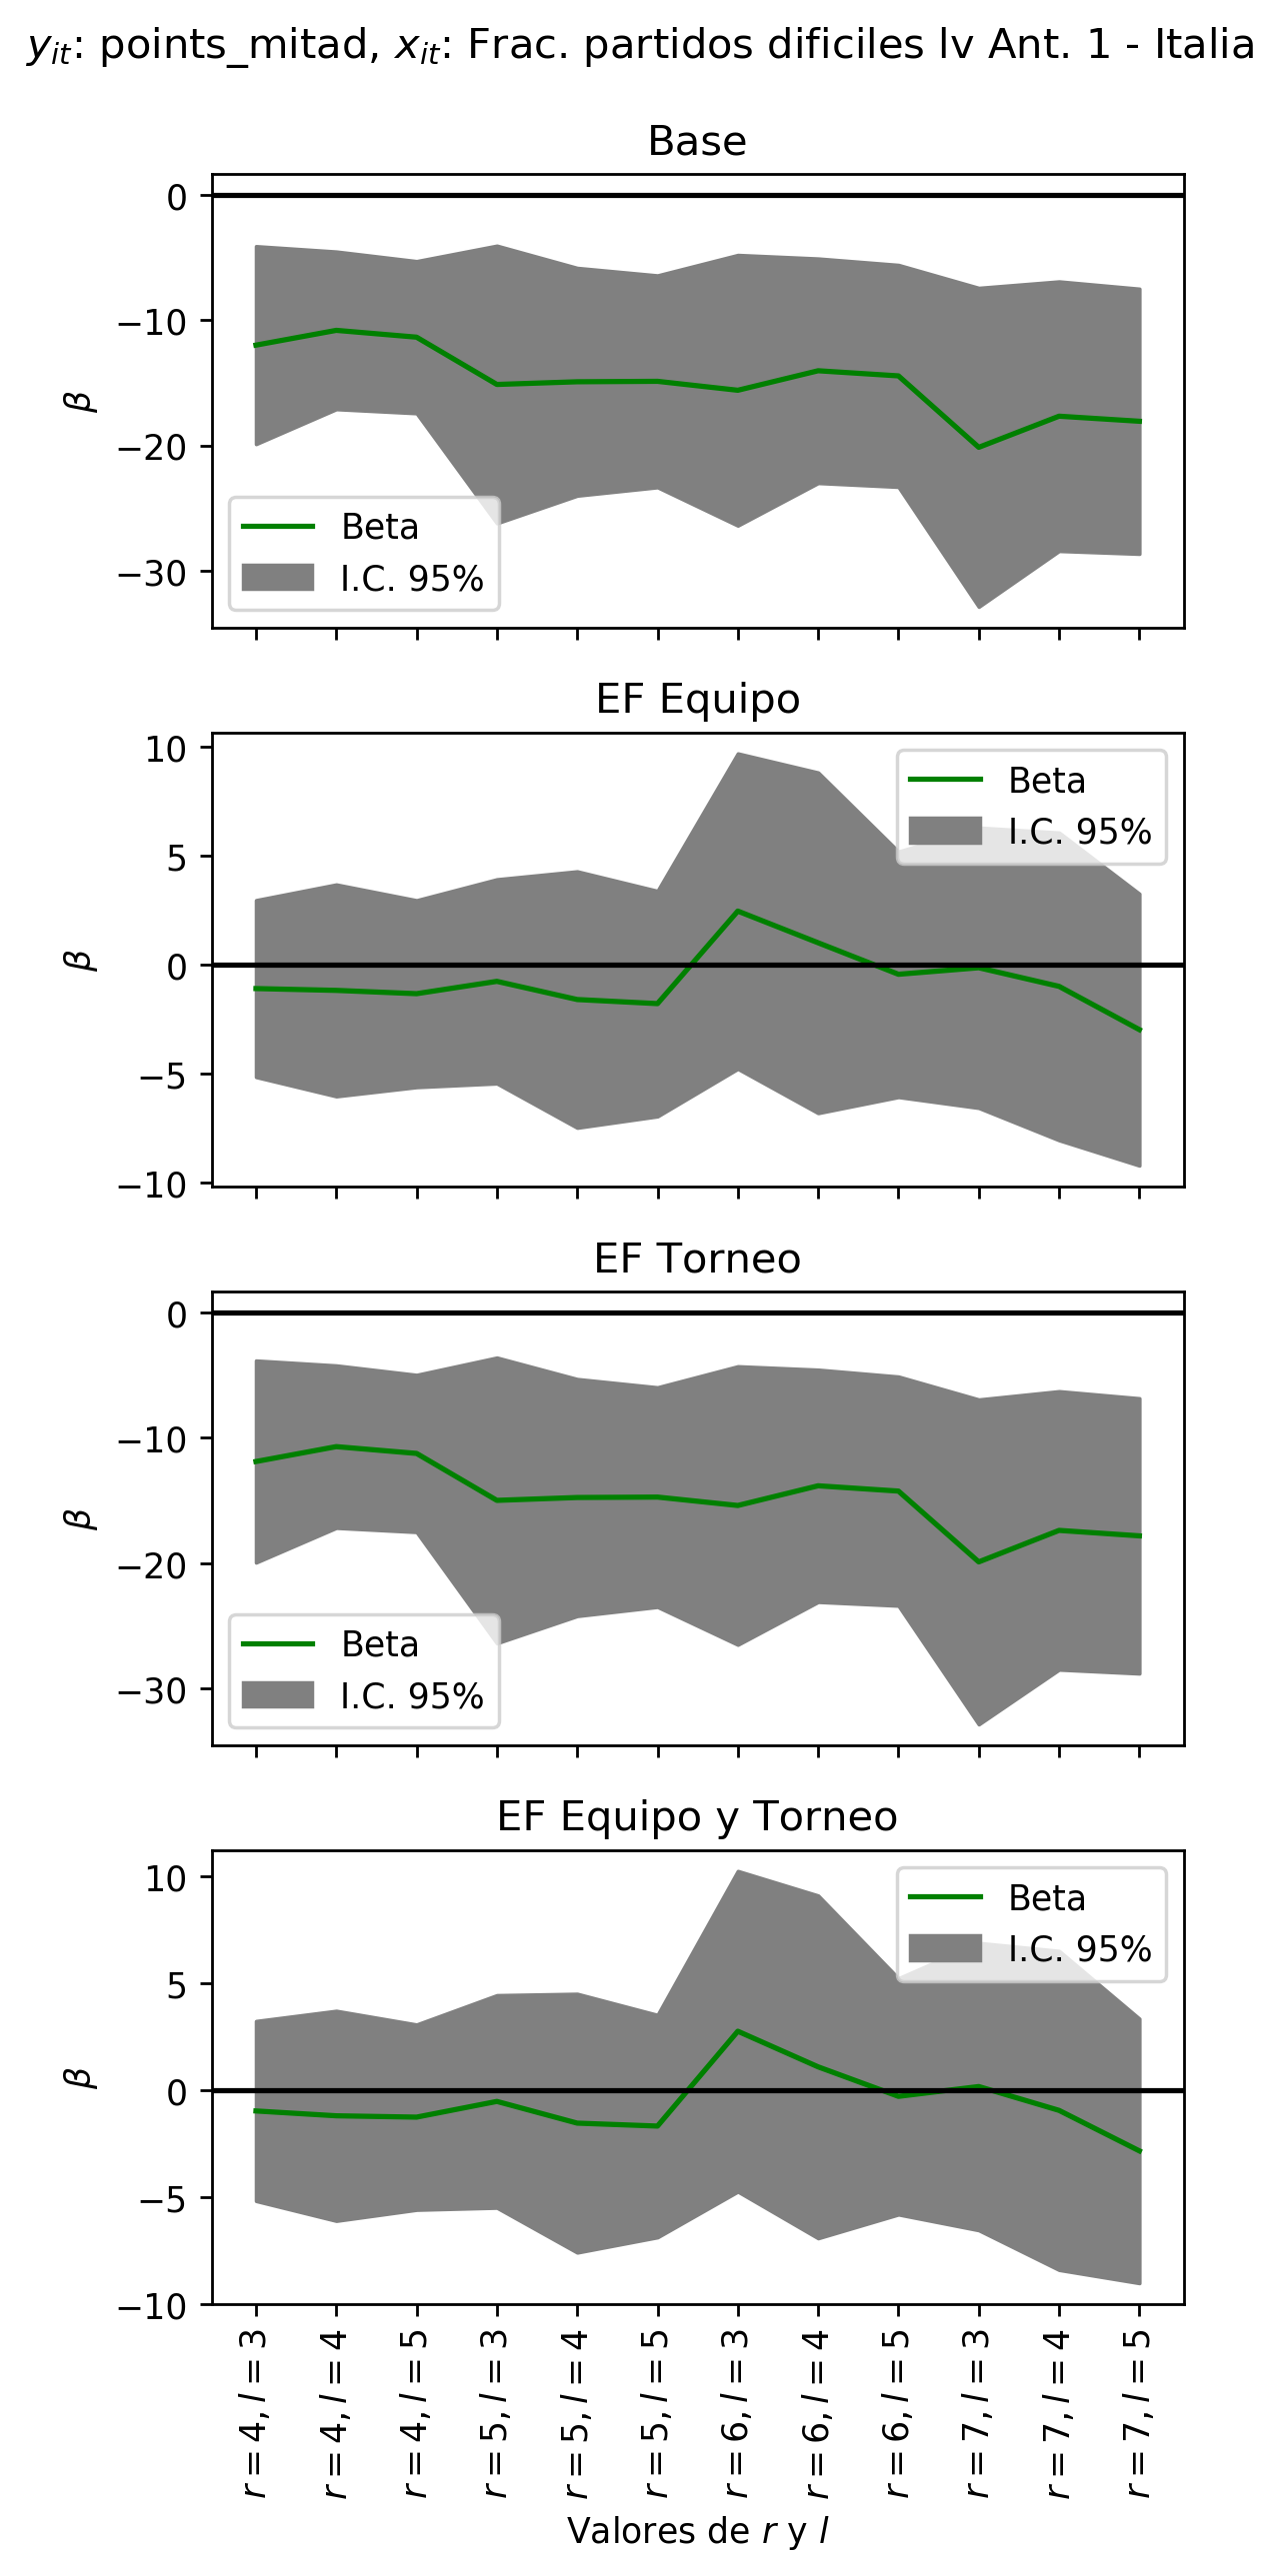 y_it: points_mitad, x_it: Frac. partidos dificiles lv Ant. 1 - Italia
Base
0
−10
−20
−30
β
Beta
I.C. 95%
EF Equipo
10
5
0
−5
−10
β
Beta
I.C. 95%
EF Torneo
0
−10
−20
−30
β
Beta
I.C. 95%
EF Equipo y Torneo
10
5
0
−5
−10
β
Beta
I.C. 95%
r = 4, l = 3
r = 4, l = 4
r = 4, l = 5
r = 5, l = 3
r = 5, l = 4
r = 5, l = 5
r = 6, l = 3
r = 6, l = 4
r = 6, l = 5
r = 7, l = 3
r = 7, l = 4
r = 7, l = 5
Valores de r y l